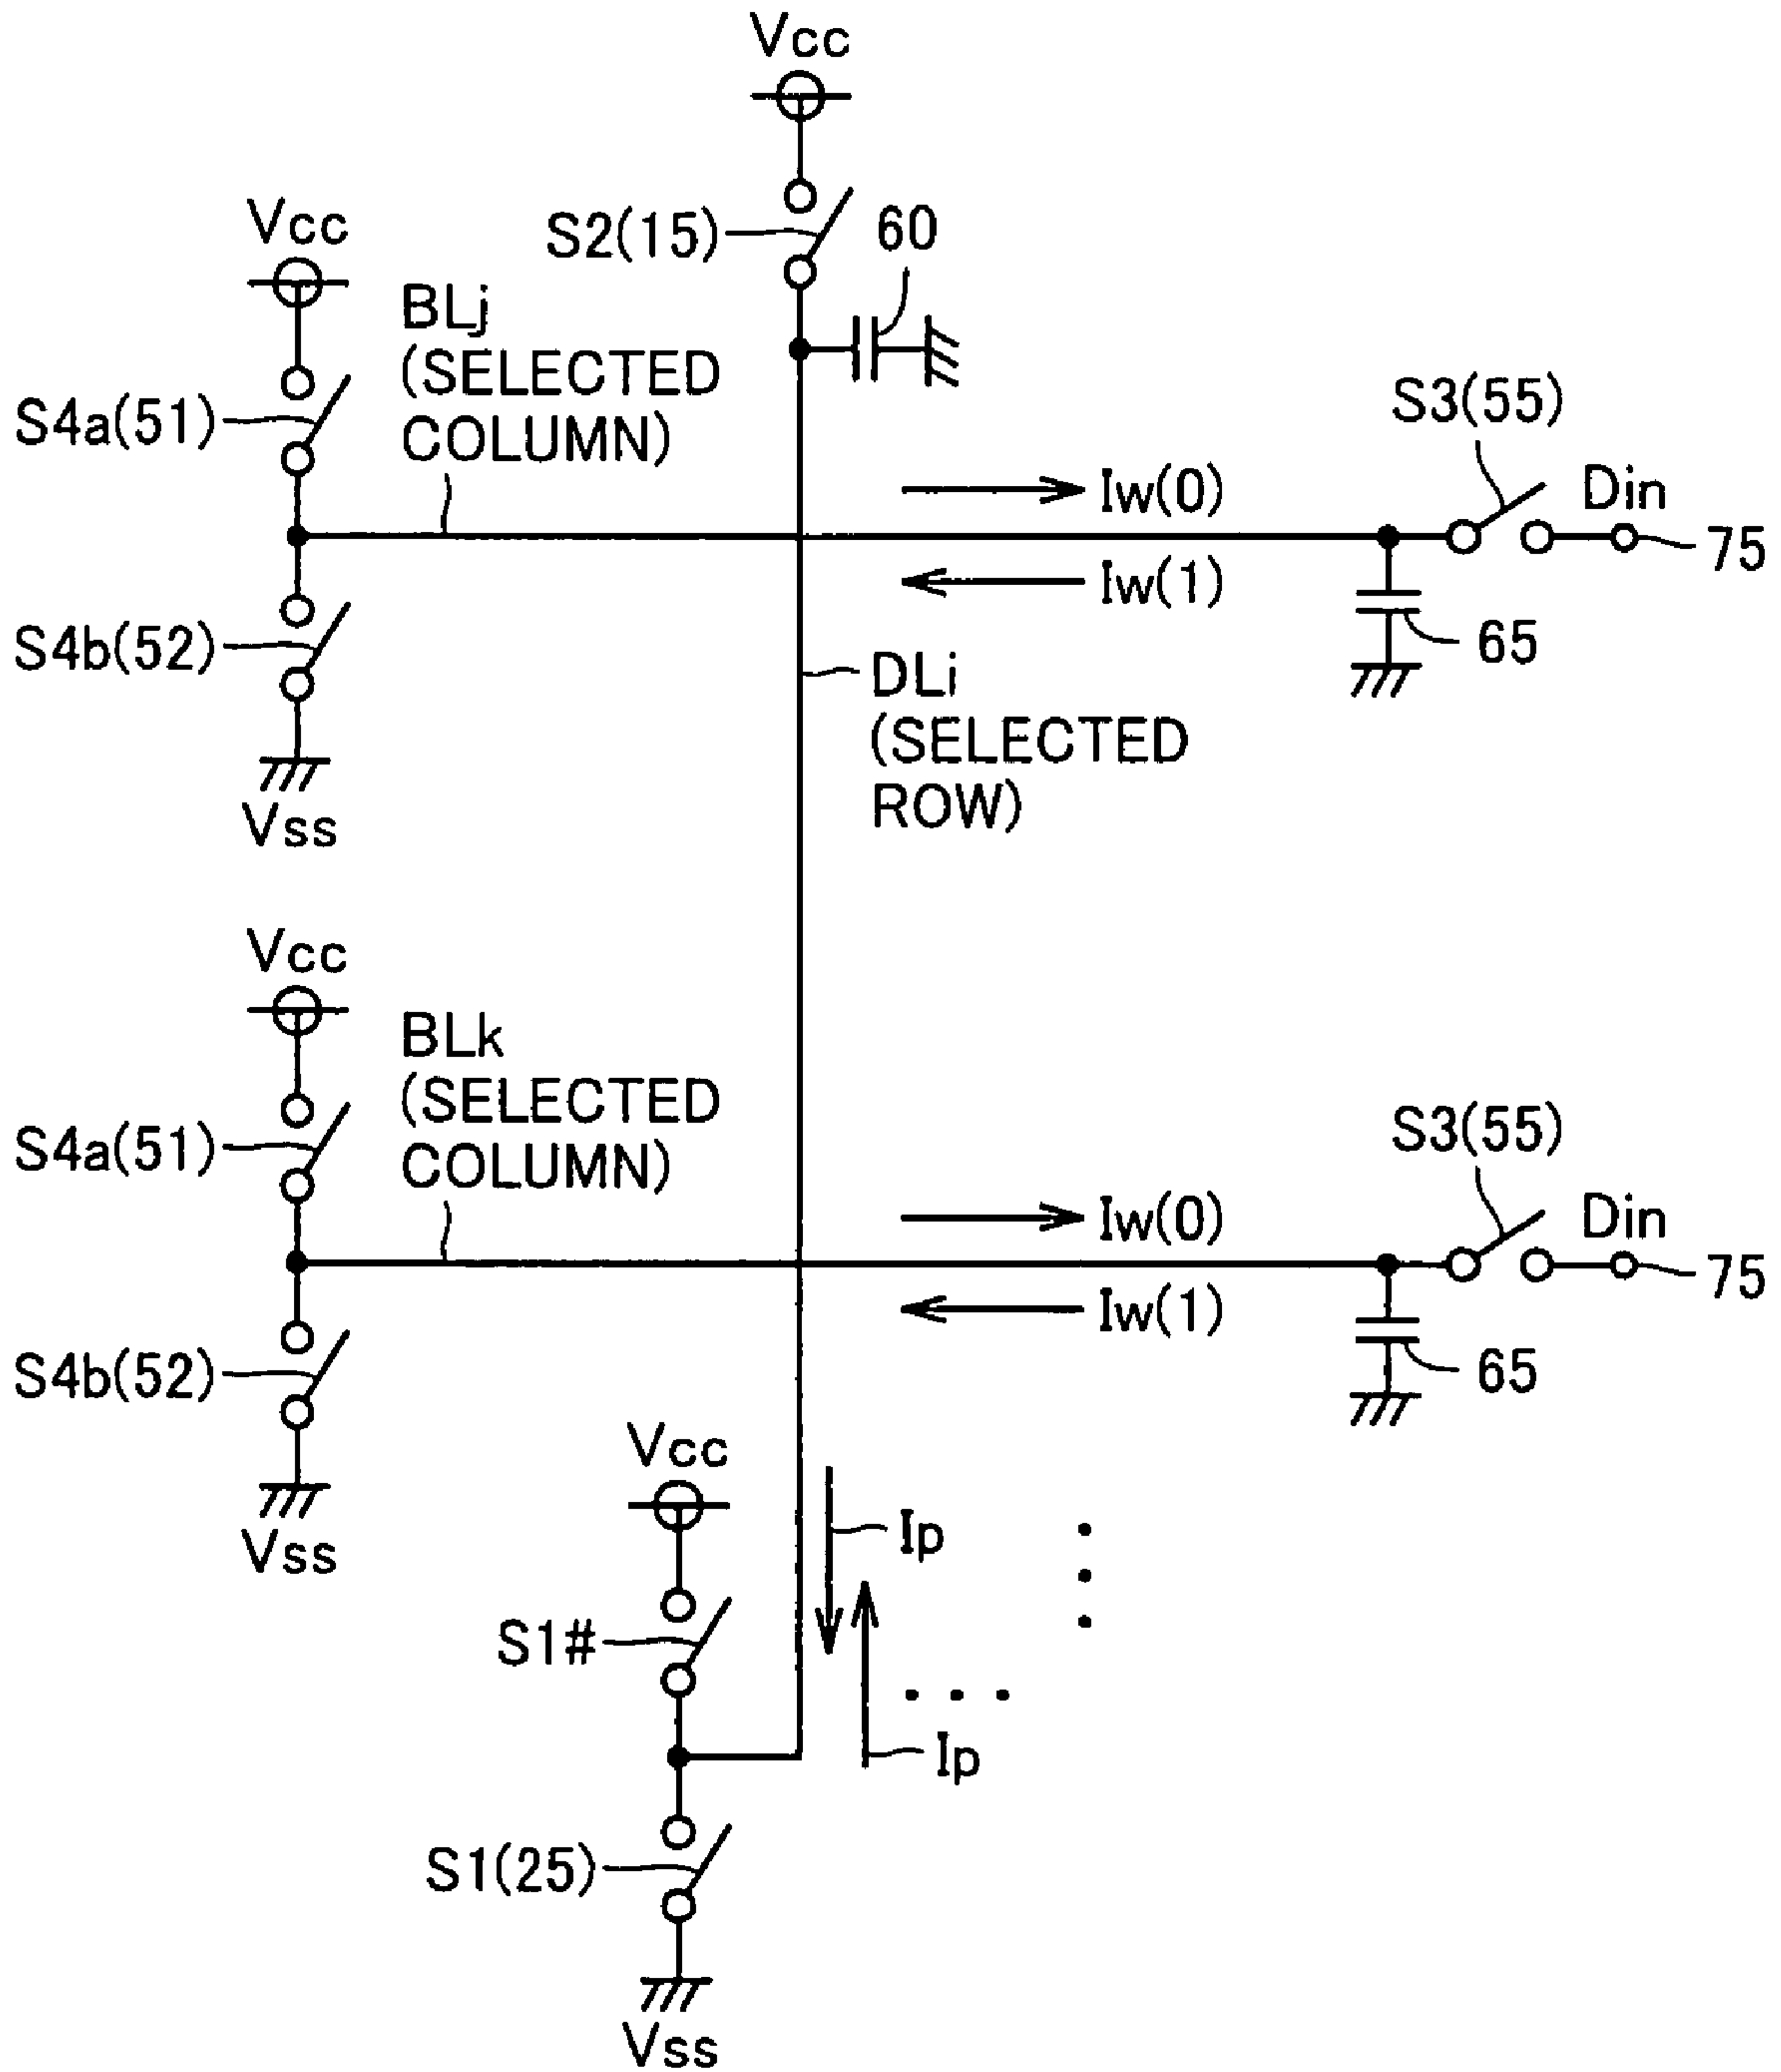 Vcc
Vcc
S2(15)
60
BLj
(SELECTED
COLUMN)
S4a(51)
S3(55)
Din
Iw(0)
75
Iw(1)
S4b(52)
65
DLi
(SELECTED
ROW)
Vss
Vcc
BLk
(SELECTED
COLUMN)
S4a(51)
S3(55)
Din
Iw(0)
75
Iw(1)
S4b(52)
65
Vcc
Vss
Ip
S1#
Ip
S1(25)
Vss